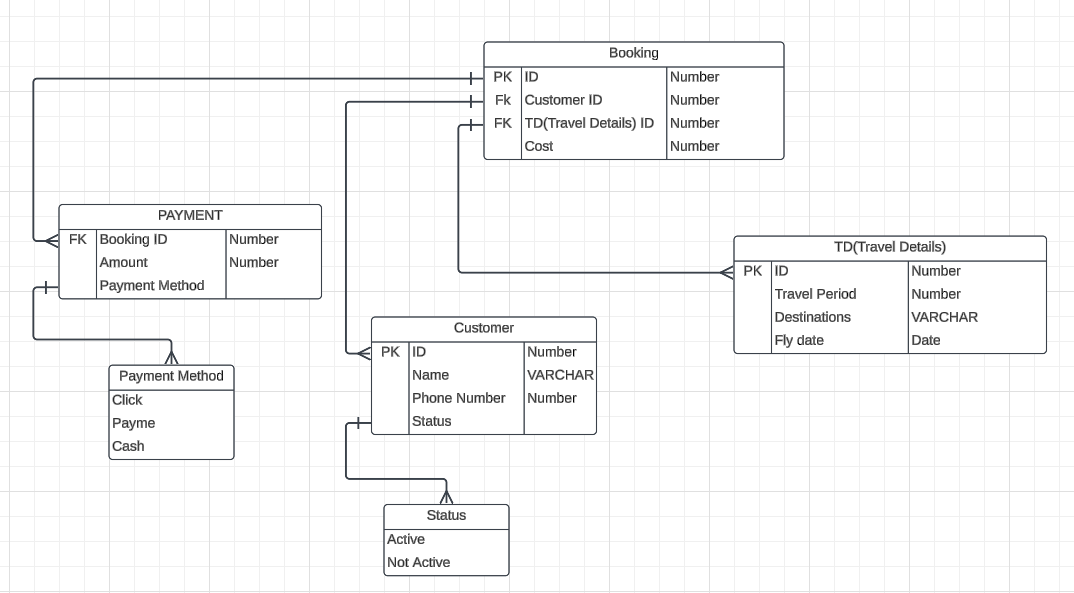 Booking
PK ID Number
Fk Customer ID Number
FK TD(Travel Details) ID Number
Cost Number
PAYMENT
FK Booking ID Number
Amount Number
Payment Method
TD(Travel Details)
PK ID Number
Travel Period Number
Destinations VARCHAR
Fly date Date
Customer
PK ID Number
Name VARCHAR
Phone Number Number
Status
Payment Method
Click
Payme
Cash
Status
Active
Not Active